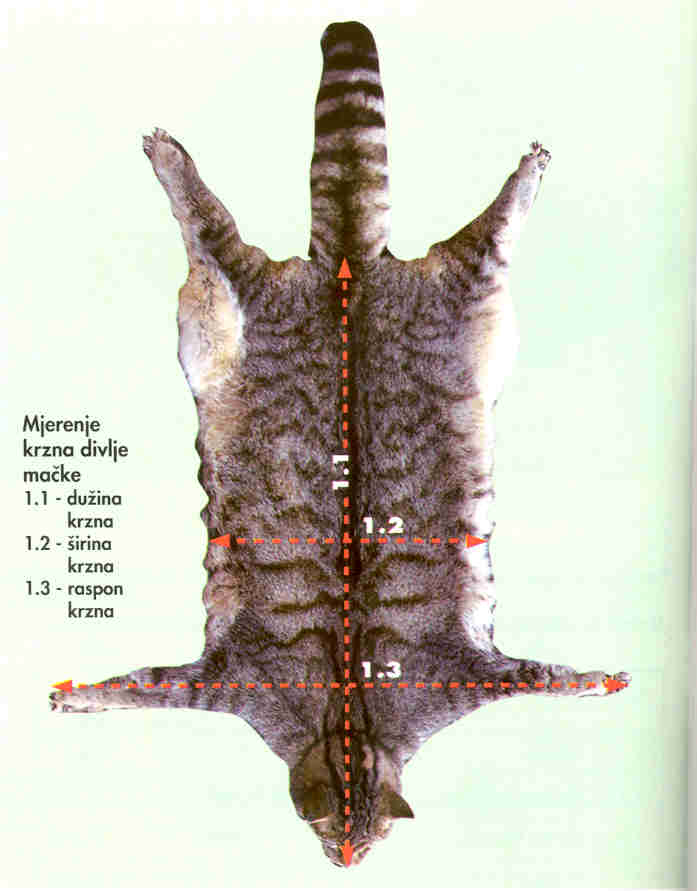 Mjerenje
krzna divlje
mačke
1.1 - dužina
krzna
1.2 - širina
krzna
1.3 - raspon
krzna
1.1
1.2
1.3